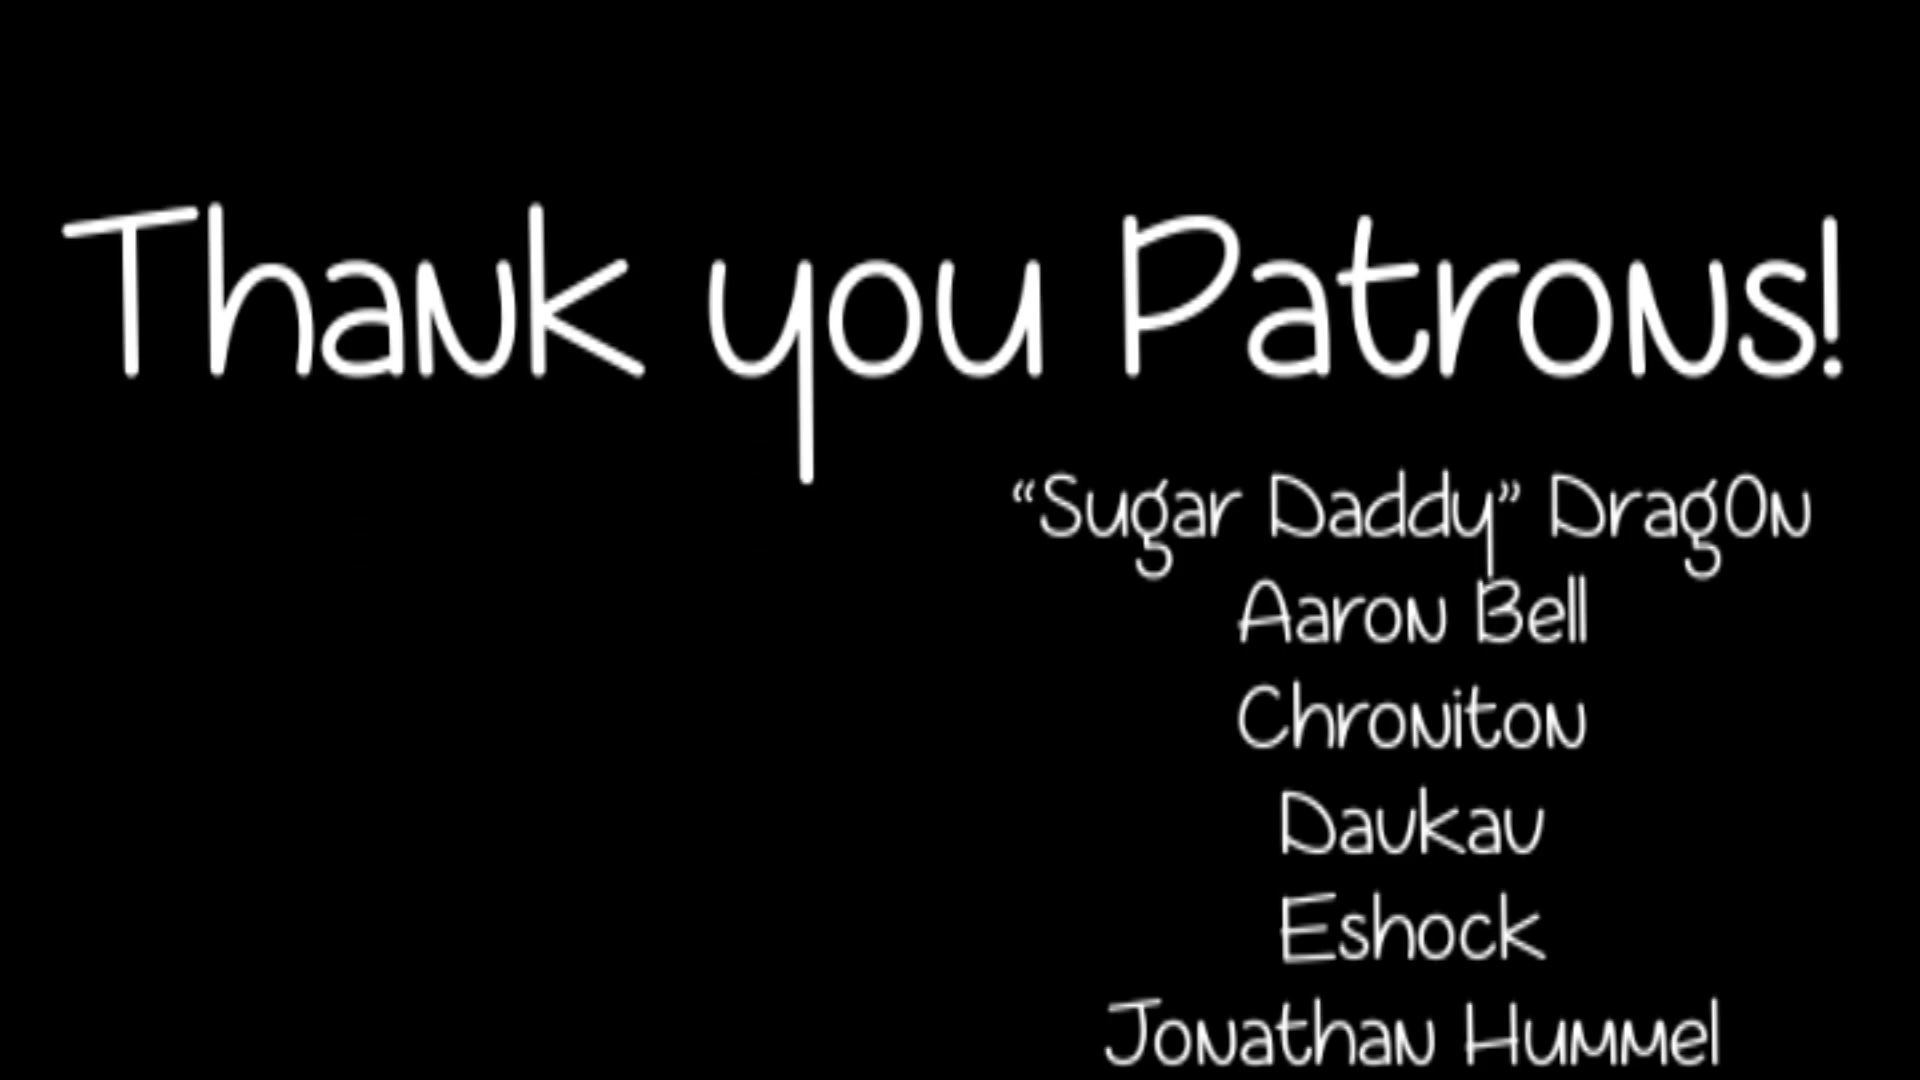 Thank you Patrons!
“Sugar Daddy” Drag0n
Aaron Bell
Chroniton
Daukau
Eshock
Jonathan Hummel